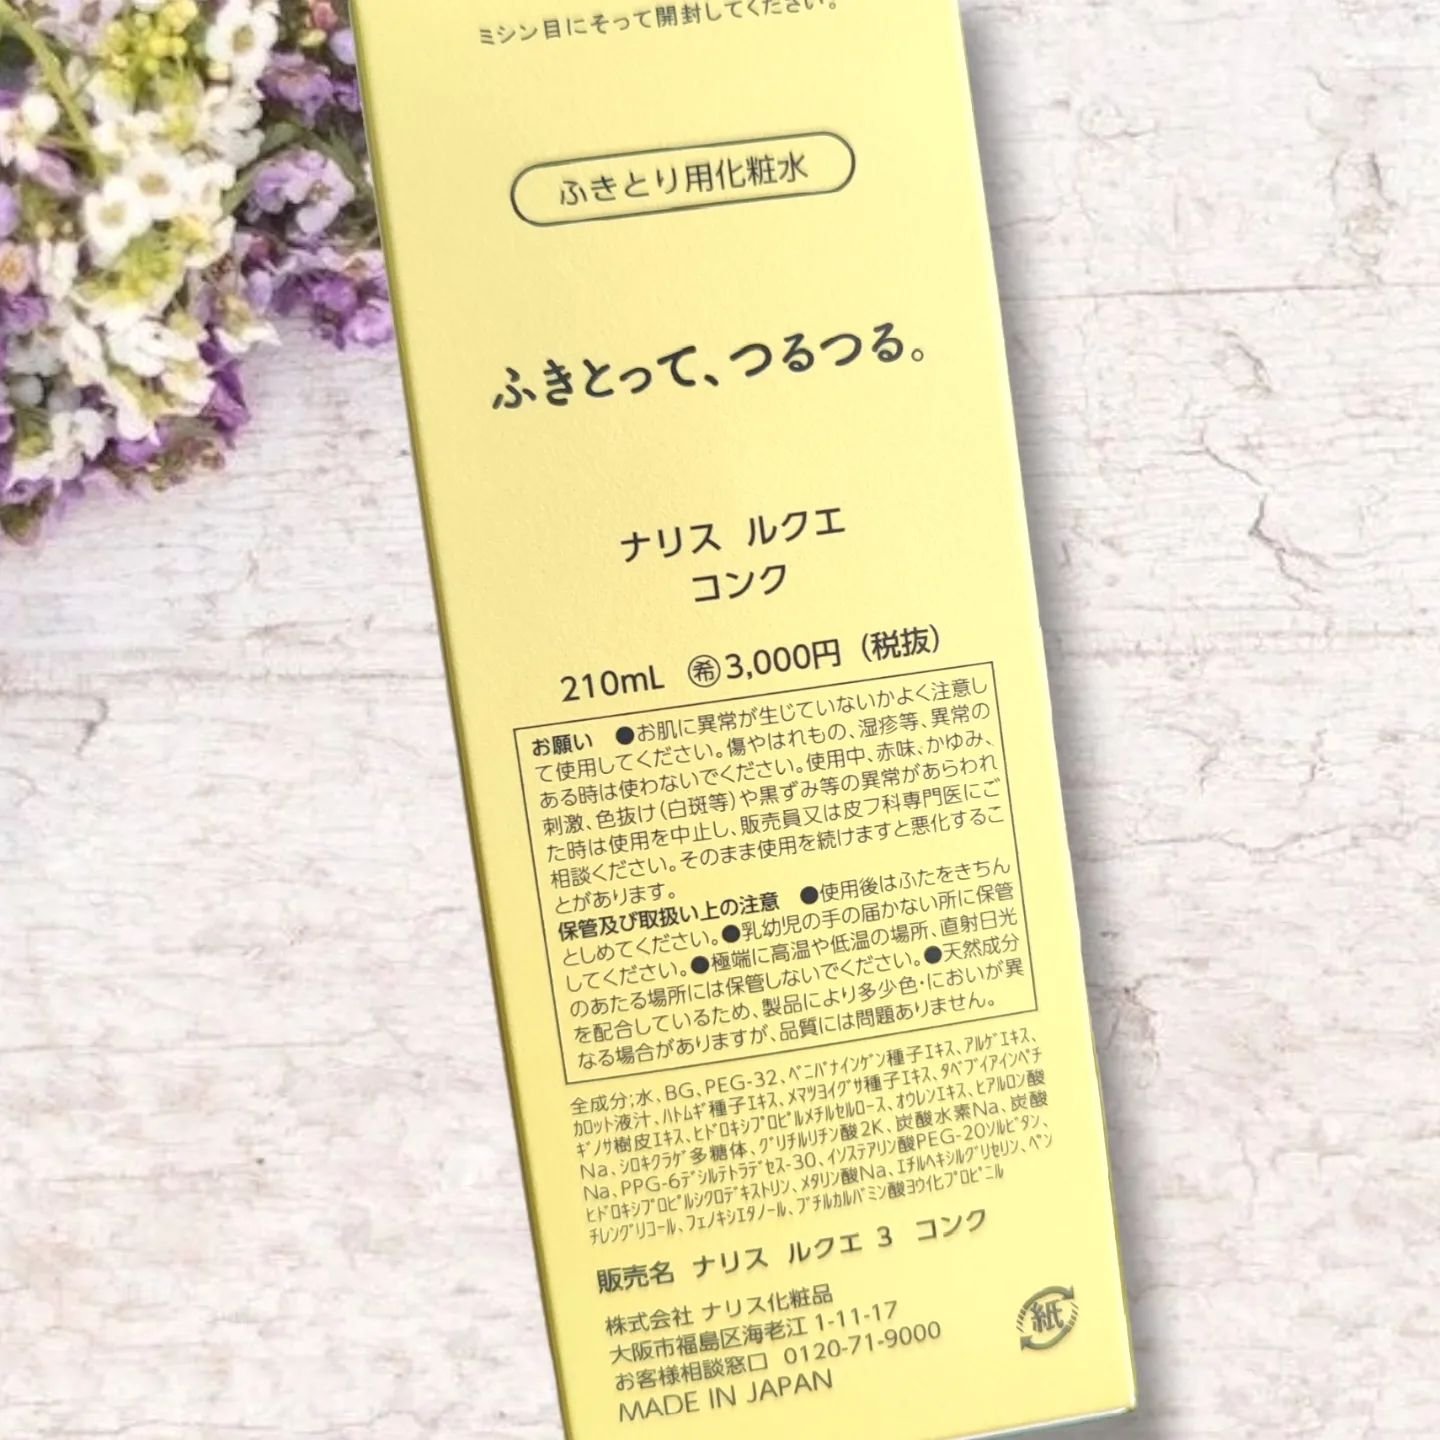 ミシン目にそって開封してください。
ふきとり用化粧水
ふきとって、つるつる。
ナリス ルクエ
コンク
210mL ㊥希 3,000円（税抜）
お願い ●お肌に異常が生じていないかよく注意し
て使用してください。傷やはれもの、湿疹等、異常の
ある時は使わないでください。使用中、赤味、かゆみ、
刺激、色抜け(白斑等)や黒ずみ等の異常があらわれ
た時は使用を中止し、販売員又は皮フ科専門医にご
相談ください。そのまま使用を続けますと悪化するこ
とがあります。
保管及び取扱い上の注意 ●使用後はふたをきちん
としめてください。●乳幼児の手の届かない所に保管
してください。●極端に高温や低温の場所、直射日光
のあたる場所には保管しないでください。●天然成分
を配合しているため、製品により多少色・においが異
なる場合がありますが、品質には問題ありません。
全成分;水、BG、PEG-32、ベニバナインゲン種子エキス、アルゲエキス、
カロット液汁、ハトムギ種子エキス、メマツヨイグサ種子エキス、タベブイアインペチ
ギノサ樹皮エキス、ヒドロキシプロピルメチルセルロース、オウレンエキス、ヒアルロン酸
Na、シロキクラゲ多糖体、グリチルリチン酸2K、炭酸水素Na、炭酸
Na、PPG-6デシルテトラデセス-30、イソステアリン酸PEG-20ソルビタン、
ヒドロキシプロピルシクロデキストリン、メタリン酸Na、エチルヘキシルグリセリン、ペン
チレングリコール、フェノキシエタノール、ブチルカルバミン酸ヨウ化プロピニル
販売名 ナリス ルクエ 3 コンク
株式会社 ナリス化粧品
大阪市福島区海老江 1-11-17
お客様相談窓口 0120-71-9000
MADE IN JAPAN
紙